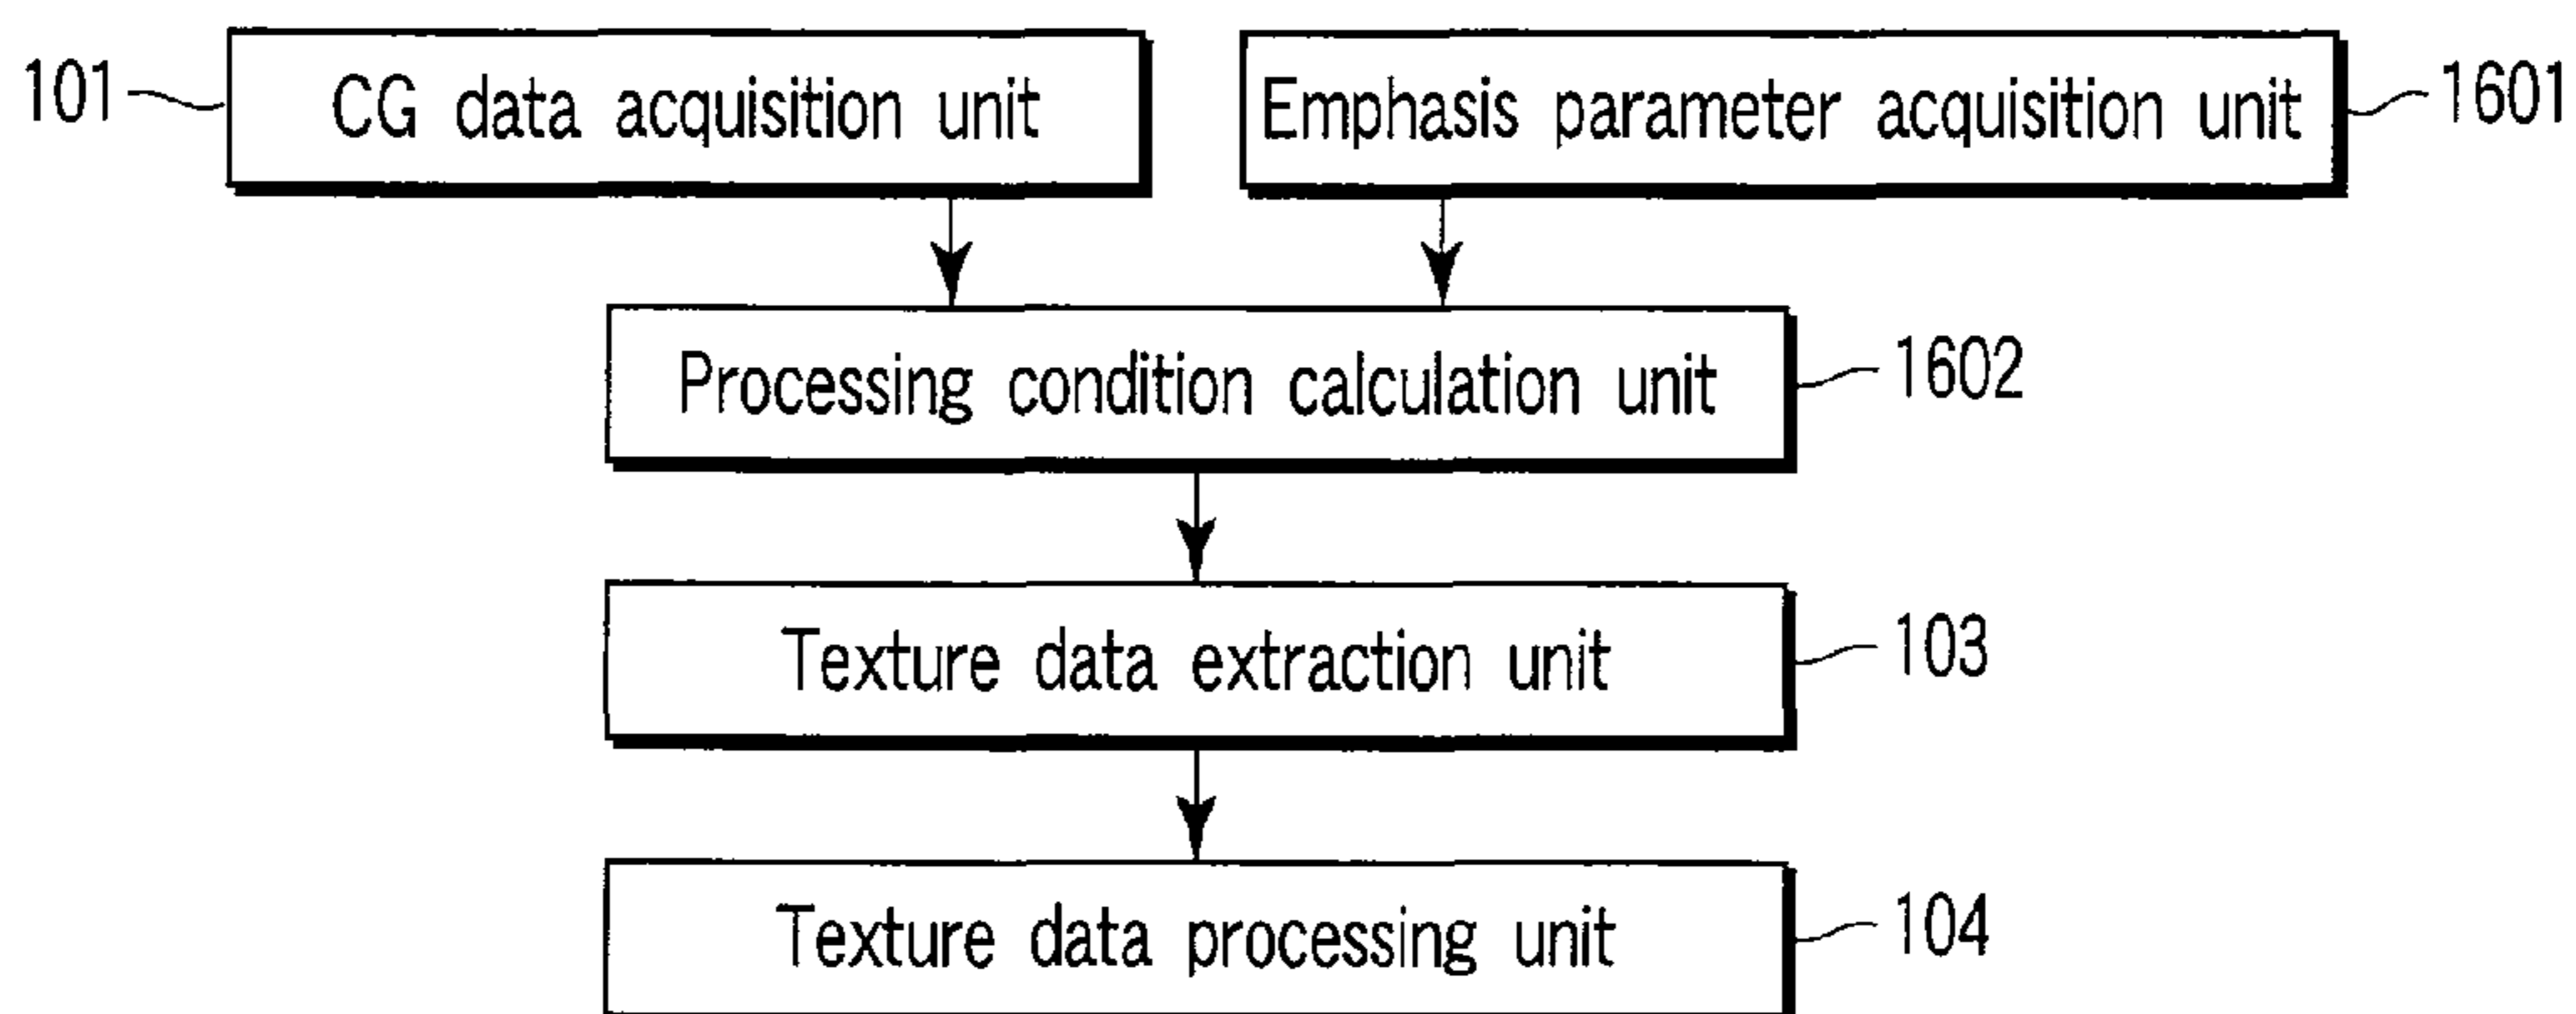 101 CG data acquisition unit Emphasis parameter acquisition unit 1601
Processing condition calculation unit 1602
Texture data extraction unit 103
Texture data processing unit 104